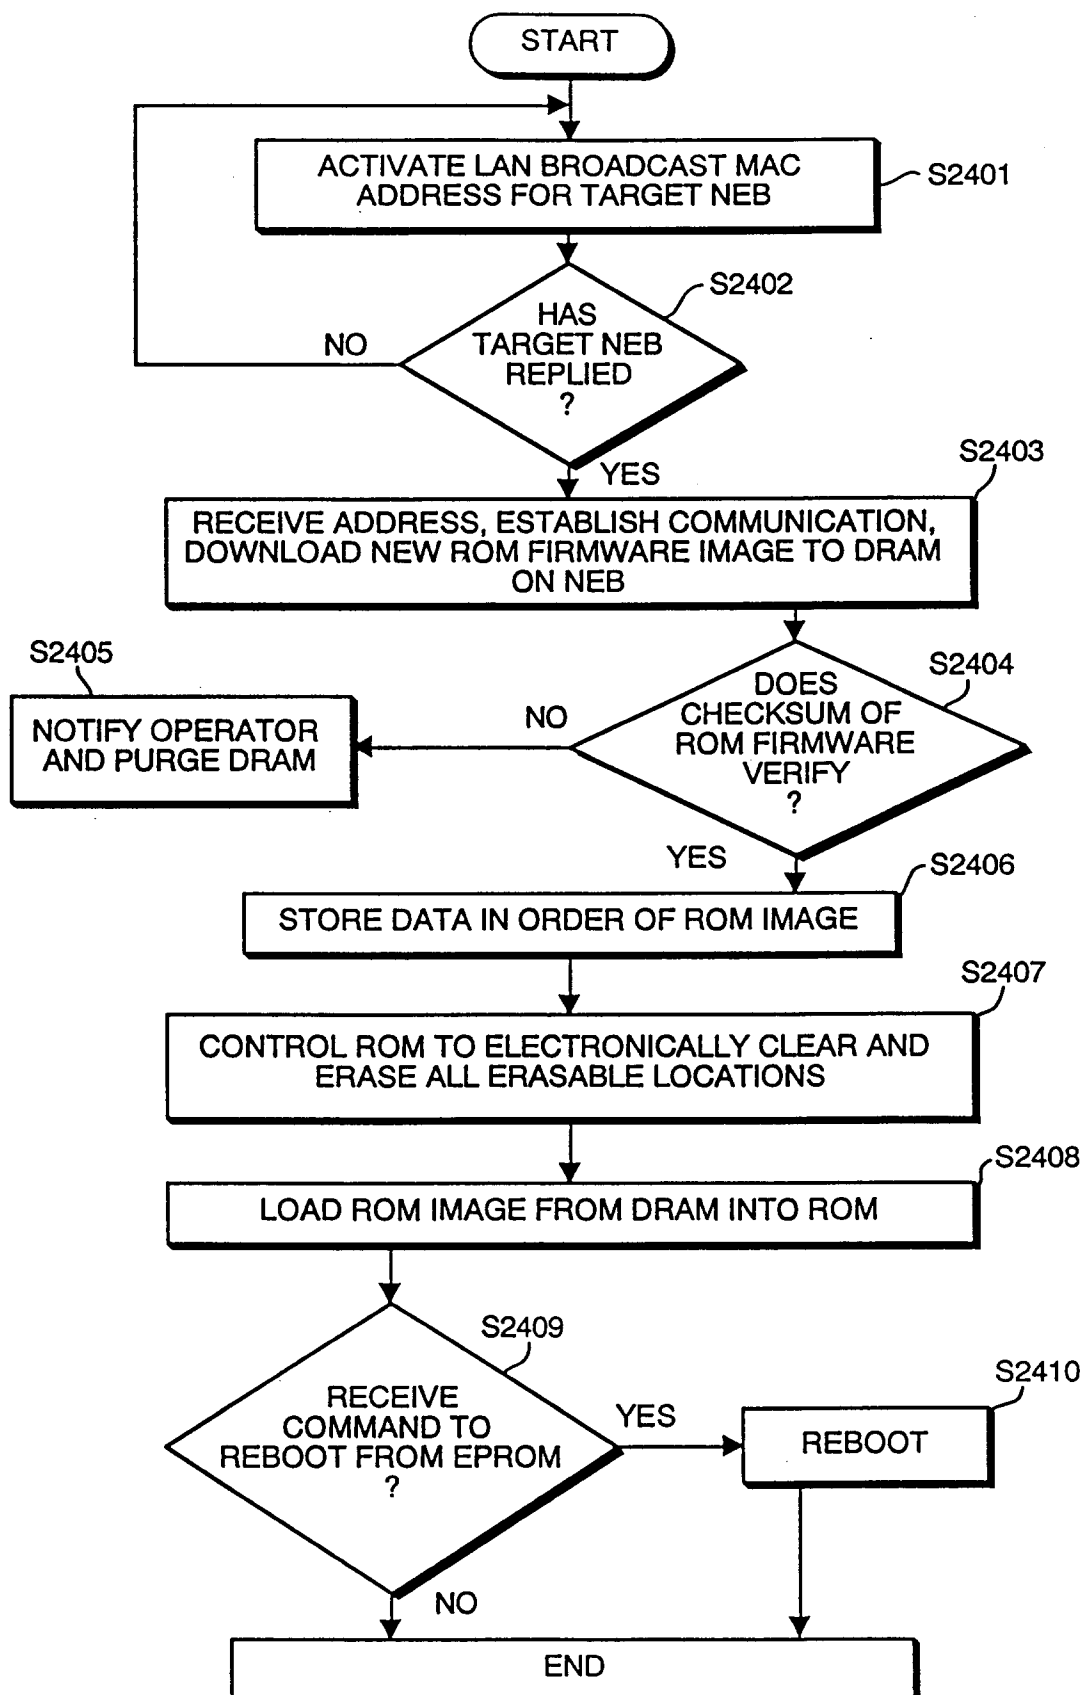 START
ACTIVATE LAN BROADCAST MAC
ADDRESS FOR TARGET NEB
S2401
S2402
HAS
TARGET NEB
REPLIED
?
NO
YES
S2403
RECEIVE ADDRESS, ESTABLISH COMMUNICATION,
DOWNLOAD NEW ROM FIRMWARE IMAGE TO DRAM
ON NEB
S2405
NOTIFY OPERATOR
AND PURGE DRAM
NO
S2404
DOES
CHECKSUM OF
ROM FIRMWARE
VERIFY
?
YES
S2406
STORE DATA IN ORDER OF ROM IMAGE
S2407
CONTROL ROM TO ELECTRONICALLY CLEAR AND
ERASE ALL ERASABLE LOCATIONS
S2408
LOAD ROM IMAGE FROM DRAM INTO ROM
S2409
RECEIVE
COMMAND TO
REBOOT FROM EPROM
?
YES
S2410
REBOOT
NO
END